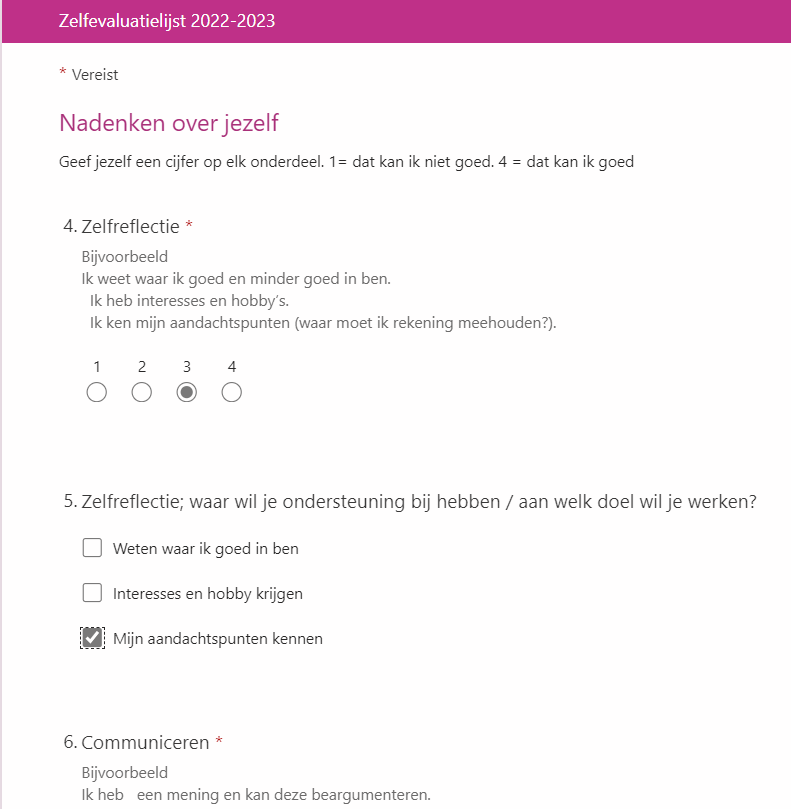 Zelfevaluatielijst 2022-2023
* Vereist
Nadenken over jezelf
Geef jezelf een cijfer op elk onderdeel. 1= dat kan ik niet goed. 4 = dat kan ik goed
4. Zelfreflectie *
Bijvoorbeeld
Ik weet waar ik goed en minder goed in ben.
Ik heb interesses en hobby's.
Ik ken mijn aandachtspunten (waar moet ik rekening meehouden?).
1 2 3 4
5. Zelfreflectie; waar wil je ondersteuning bij hebben / aan welk doel wil je werken?
Weten waar ik goed in ben
Interesses en hobby krijgen
Mijn aandachtspunten kennen
6. Communiceren *
Bijvoorbeeld
Ik heb een mening en kan deze beargumenteren.